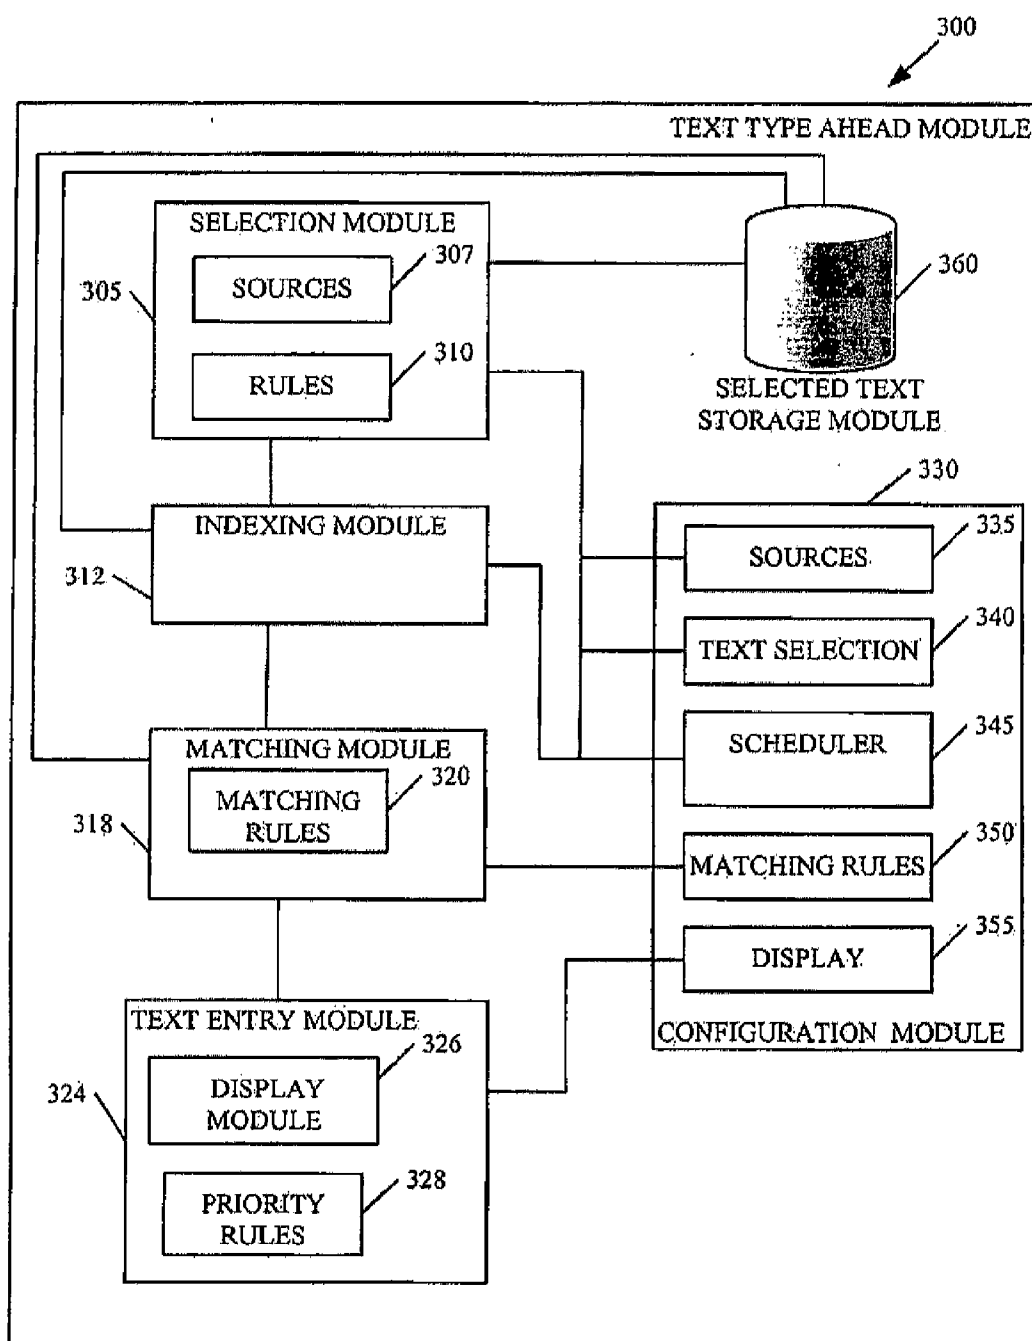 300
TEXT TYPE AHEAD MODULE
SELECTION MODULE
307
SOURCES
305
310
RULES
360
SELECTED TEXT
STORAGE MODULE
330
INDEXING MODULE
312
SOURCES
335
TEXT SELECTION
340
SCHEDULER
345
MATCHING MODULE
320
MATCHING
RULES
318
MATCHING RULES
350
DISPLAY
355
CONFIGURATION MODULE
TEXT ENTRY MODULE
326
DISPLAY
MODULE
324
328
PRIORITY
RULES